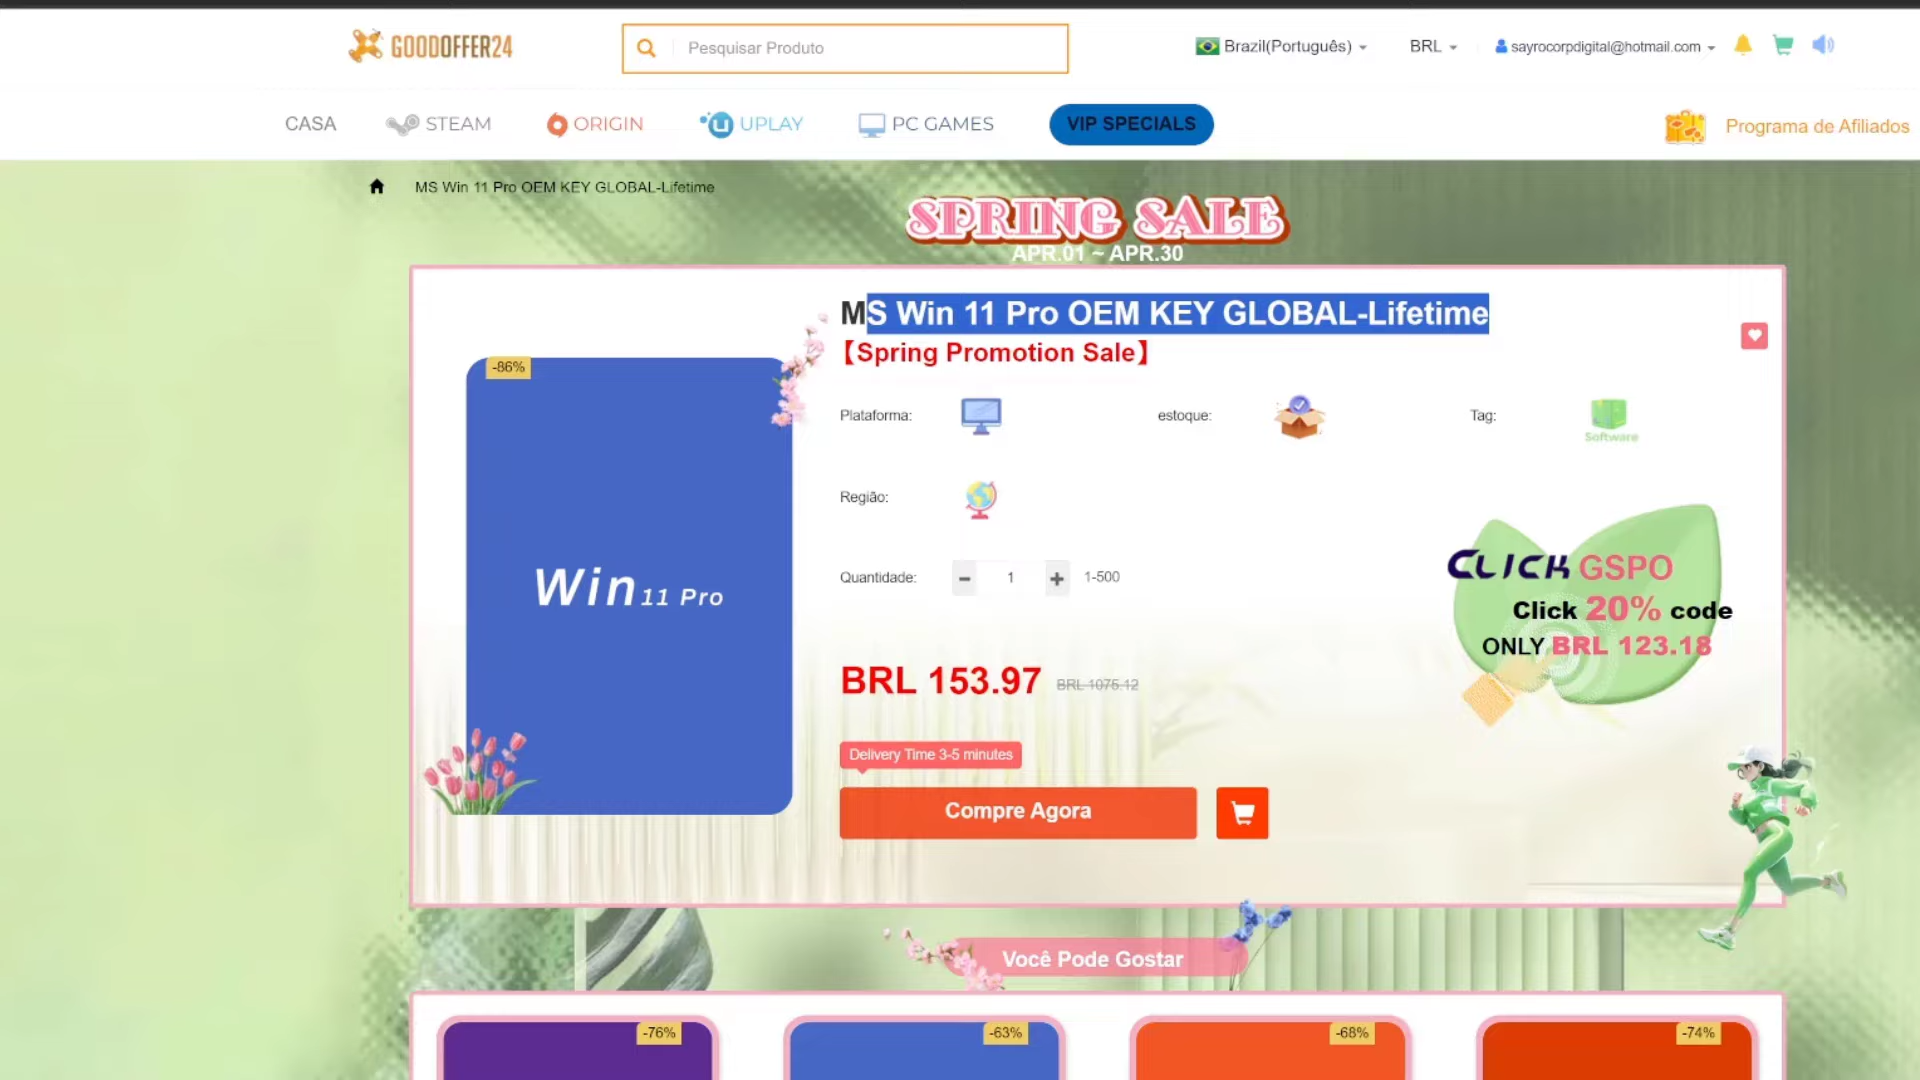 GOODOFFER24
Pesquisar Produto
Brazil(Português)
BRL
sayrocorpdigital@hotmail.com
CASA
STEAM
ORIGIN
UPLAY
PC GAMES
VIP SPECIALS
Programa de Afiliados
MS Win 11 Pro OEM KEY GLOBAL-Lifetime
SPRING SALE
APR.01 ~ APR.30
MS Win 11 Pro OEM KEY GLOBAL-Lifetime
【Spring Promotion Sale】
-86%
Win 11 Pro
Plataforma:
estoque:
Tag:
Software
Região:
Quantidade:
- 1 +
1-500
CLICK GSPO
Click 20% code
ONLY BRL 123.18
BRL 153.97
BRL 1075.12
Delivery Time 3-5 minutes
Compre Agora
Você Pode Gostar
-76%
-63%
-68%
-74%